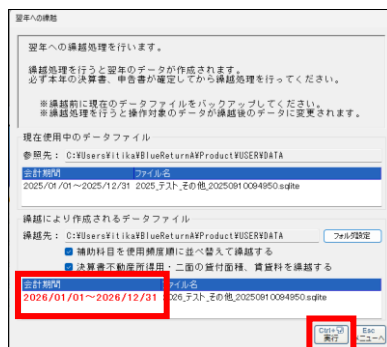 翌年への繰越
翌年への繰越処理を行います。
繰越処理を行うと翌年のデータが作成されます。
必ず本年の決算書、申告書が確定してから繰越処理を行ってください。
※繰越前に現在のデータファイルをバックアップしてください。
※繰越処理を行うと操作対象のデータが繰越後のデータに変更されます。
現在使用中のデータファイル
参照先： C:¥Users¥itika¥BlueReturnA¥Product¥USER¥DATA
会計期間 ファイル名
2025/01/01～2025/12/31 2025_テスト_その他_20250910094950.sqlite
繰越により作成されるデータファイル
繰越先： C:¥Users¥itika¥BlueReturnA¥Product¥USER¥DATA フォルダ設定
補助科目を使用頻度順に並べ替えて繰越する
決算書不動産所得用・二面の貸付面積、賃貸料を繰越する
会計期間 ファイル名
2026/01/01～2026/12/31 2026_テスト_その他_20250910094950.sqlite
Ctrl+ Esc
実行 メニューへ